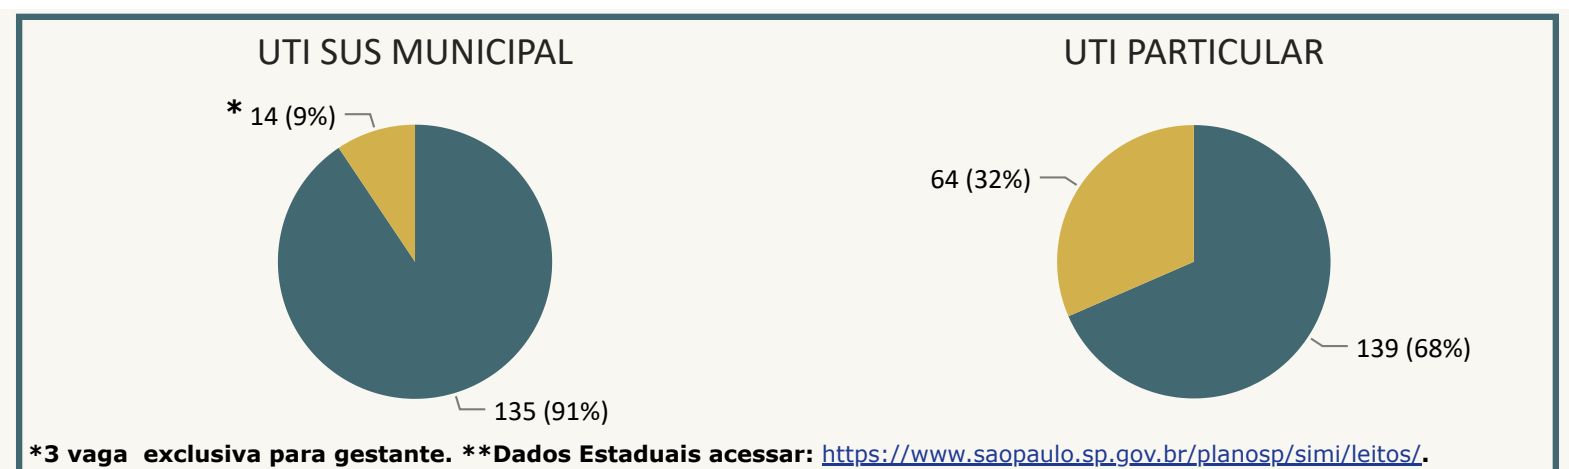 UTI SUS MUNICIPAL
UTI PARTICULAR
* 14 (9%)
64 (32%)
139 (68%)
135 (91%)
*3 vaga  exclusiva para gestante. **Dados Estaduais acessar: https://www.saopaulo.sp.gov.br/planosp/simi/leitos/.